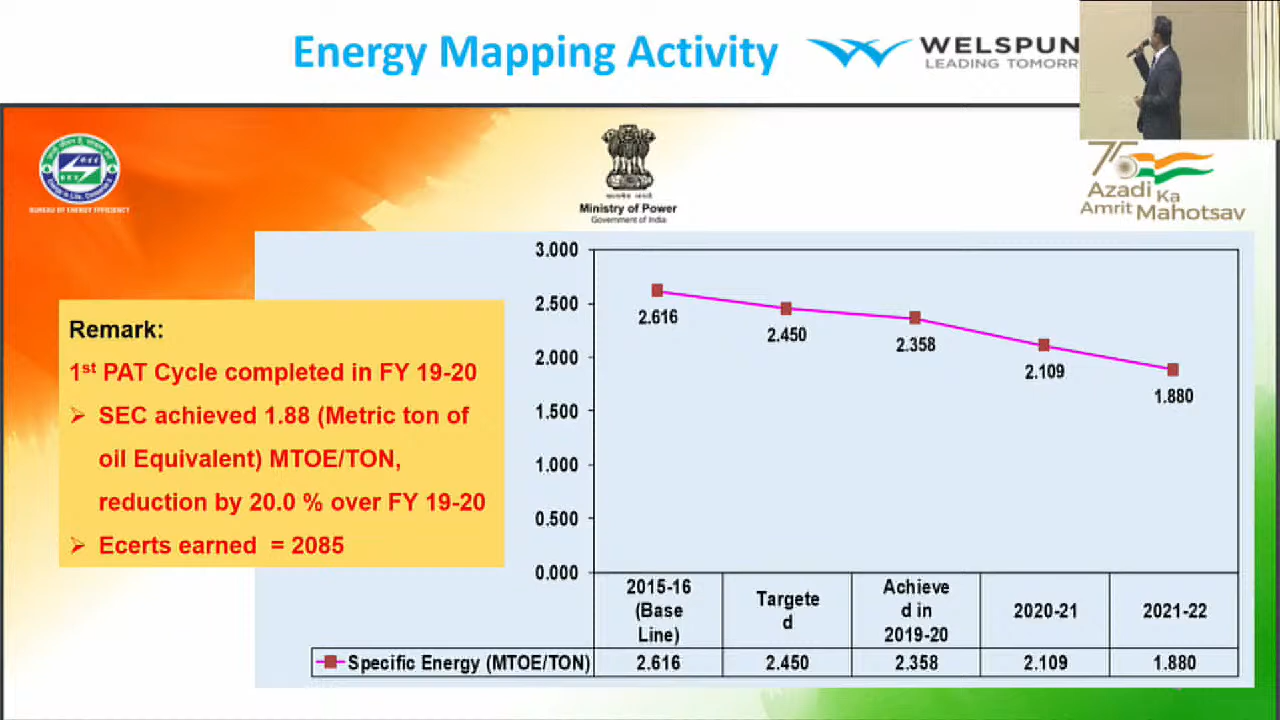 Energy Mapping Activity
WELSPUN
LEADING TOMORR
BUREAU OF ENERGY EFFICIENCY
Ministry of Power
Government of India
75
Azadi Ka
Amrit Mahotsav
Remark:
1st PAT Cycle completed in FY 19-20
➢ SEC achieved 1.88 (Metric ton of
oil Equivalent) MTOE/TON,
reduction by 20.0 % over FY 19-20
➢ Ecerts earned = 2085
3.000
2.500
2.000
1.500
1.000
0.500
0.000
2.616
2.450
2.358
2.109
1.880
2015-16
(Base
Line)
Targete
d
Achieve
d in
2019-20
2020-21
2021-22
Specific Energy (MTOE/TON) 2.616 2.450 2.358 2.109 1.880